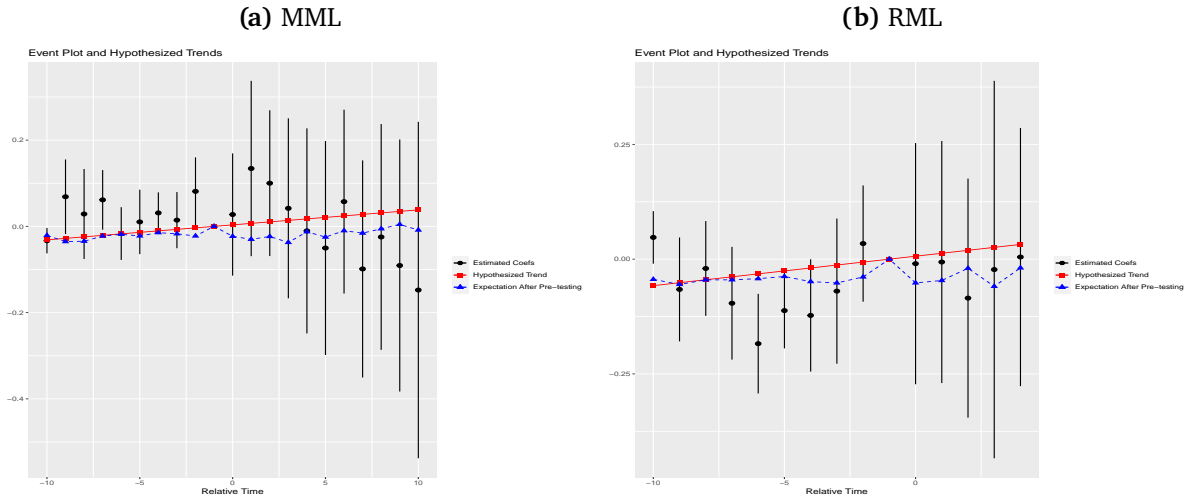 (a) MML
Event Plot and Hypothesized Trends
0.2
0.0
−0.2
−0.4
−10
−5
0
5
10
Relative Time
Estimated Coefs
Hypothesized Trend
Expectation After Pre−testing
(b) RML
Event Plot and Hypothesized Trends
0.25
0.00
−0.25
−10
−5
0
Relative Time
Estimated Coefs
Hypothesized Trend
Expectation After Pre−testing